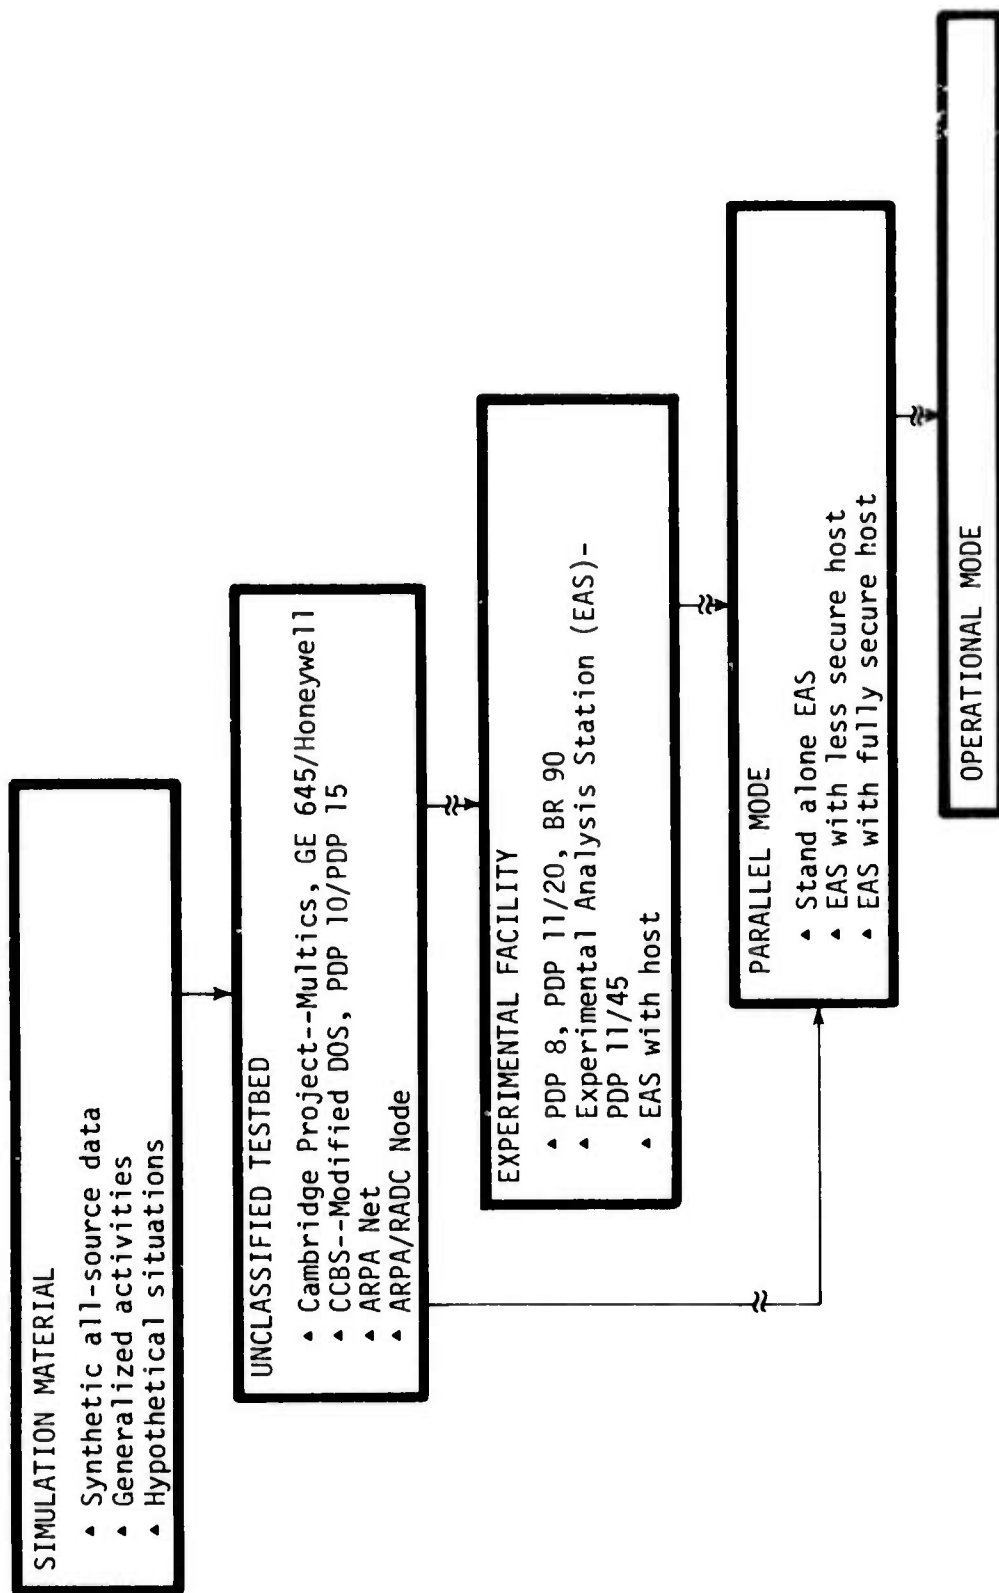 SIMULATION MATERIAL
▲ Synthetic all-source data
▲ Generalized activities
▲ Hypothetical situations
UNCLASSIFIED TESTBED
▲ Cambridge Project--Multics, GE 645/Honeywell
▲ CCBS--Modified DOS, PDP 10/PDP 15
▲ ARPA Net
▲ ARPA/RADC Node
EXPERIMENTAL FACILITY
▲ PDP 8, PDP 11/20, BR 90
▲ Experimental Analysis Station (EAS)-
PDP 11/45
▲ EAS with host
PARALLEL MODE
▲ Stand alone EAS
▲ EAS with less secure host
▲ EAS with fully secure host
OPERATIONAL MODE